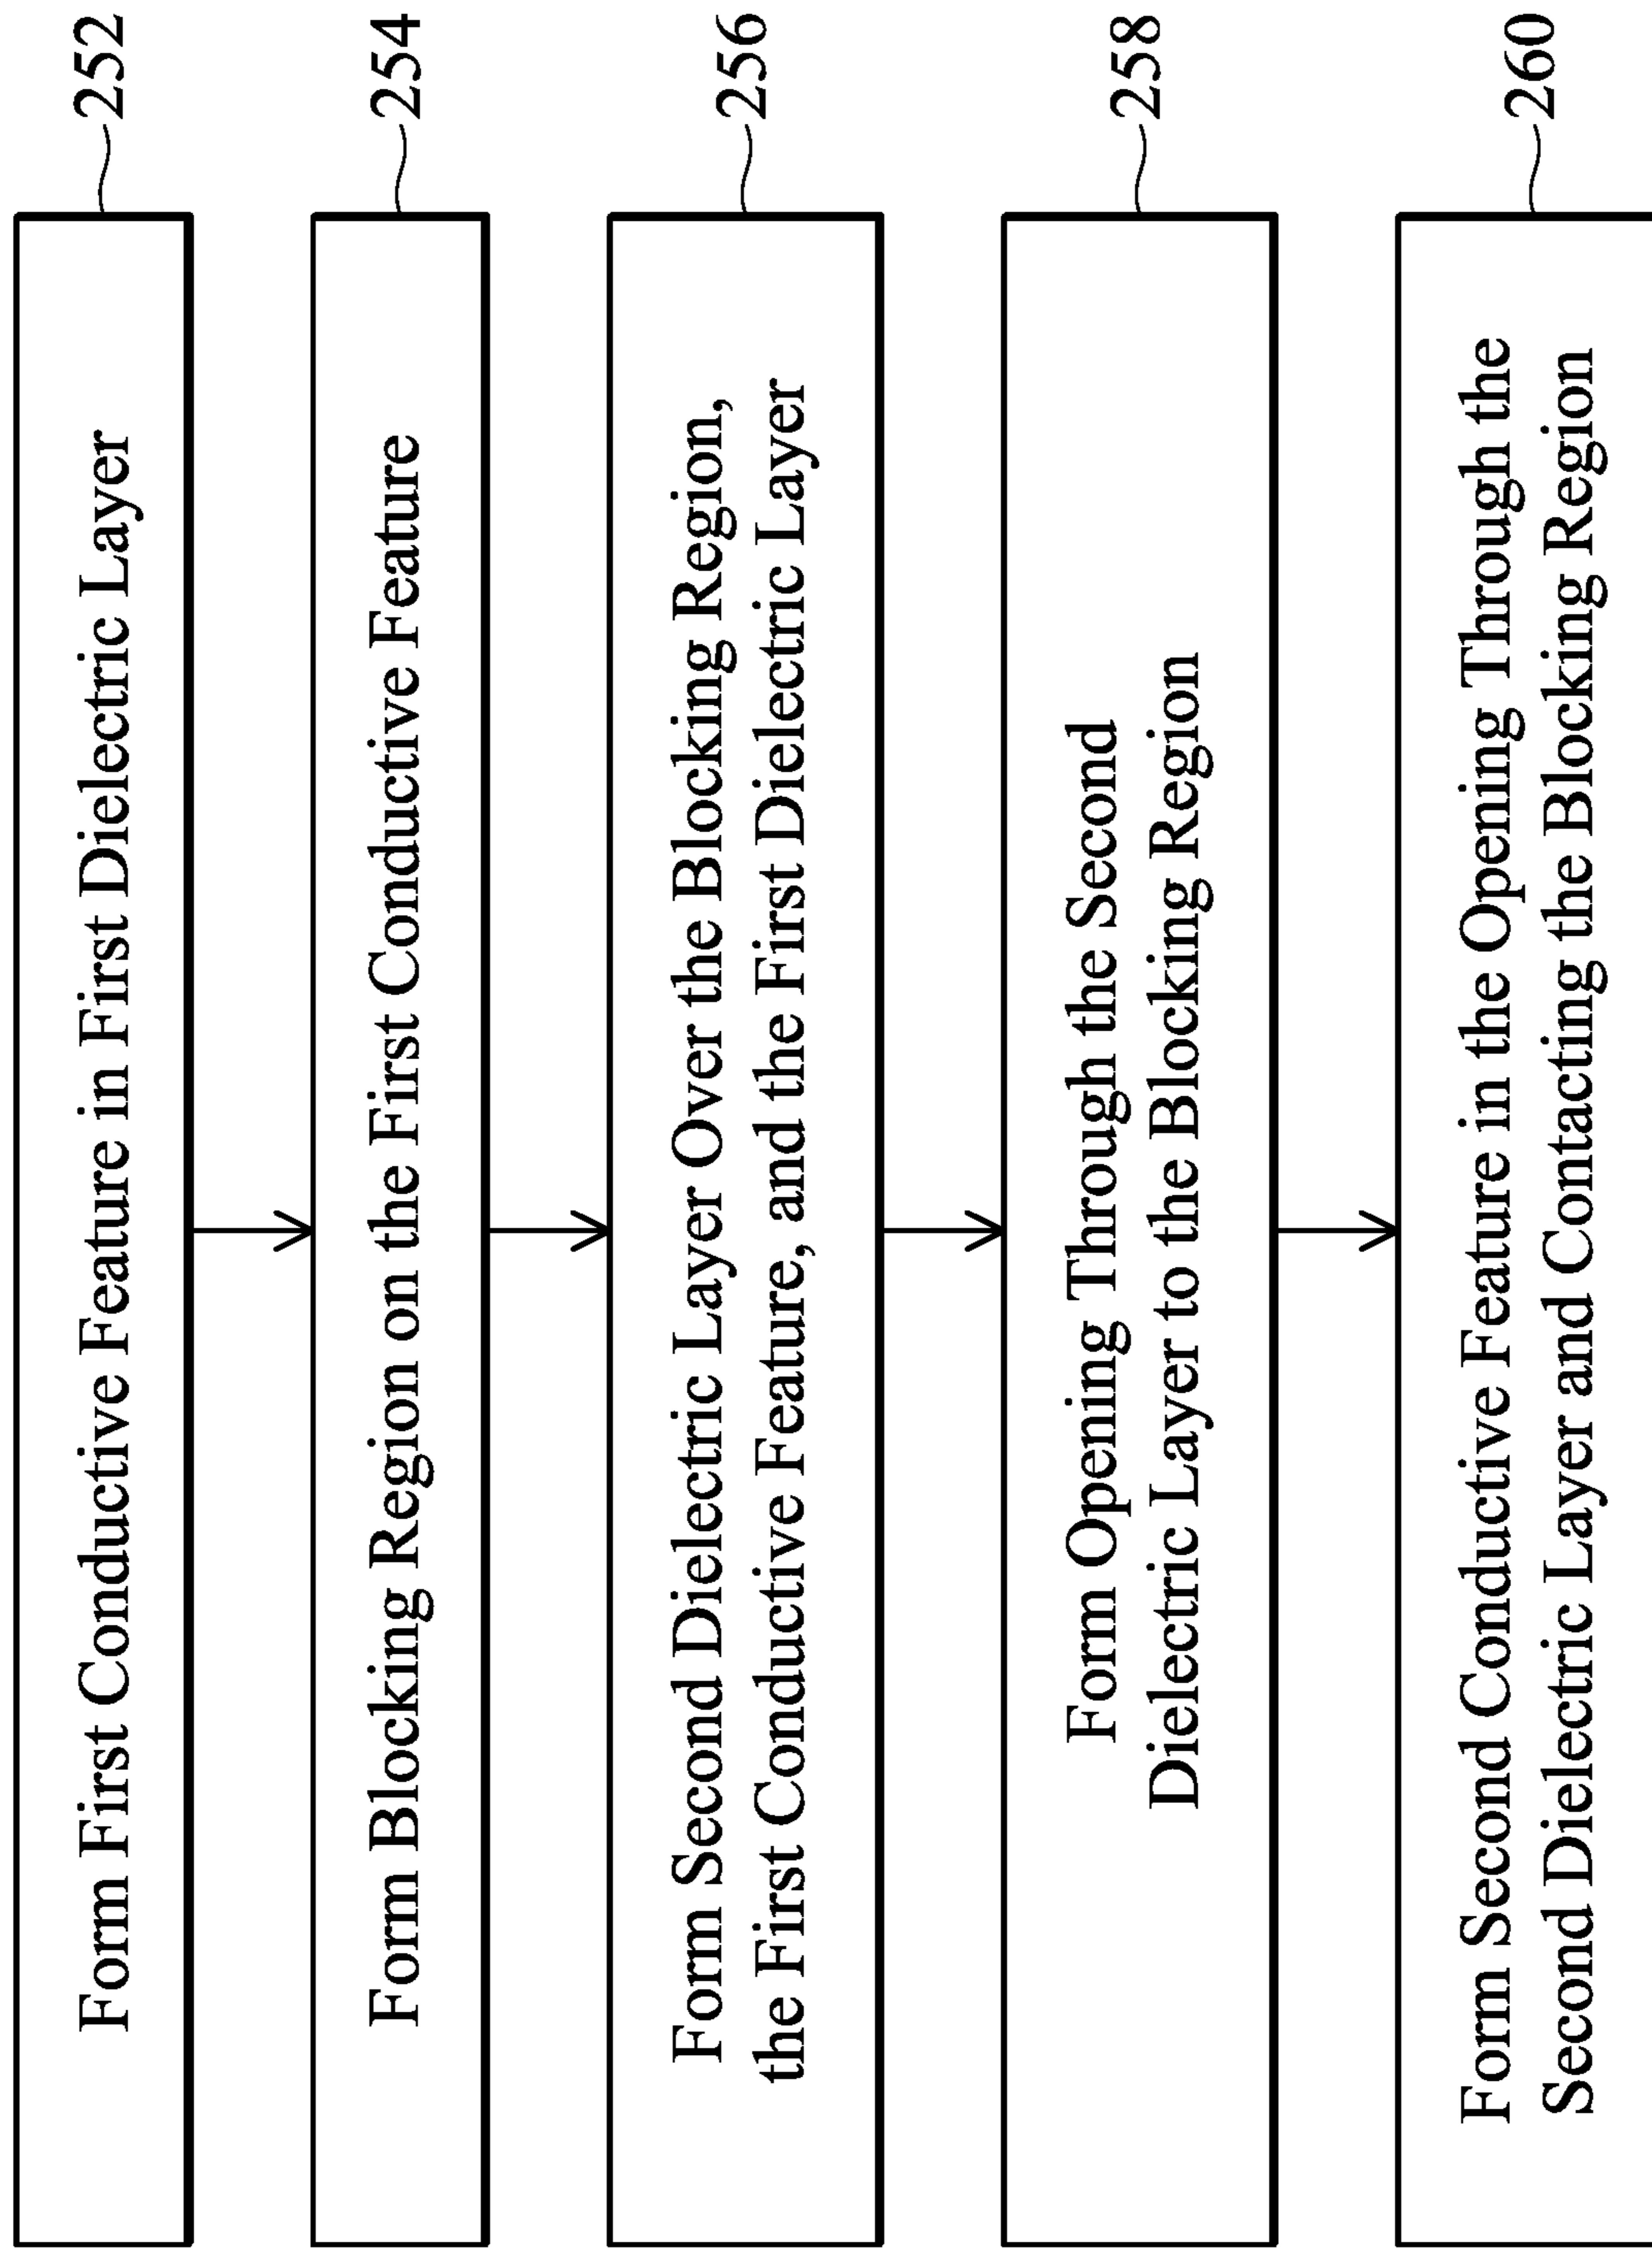 Form First Conductive Feature in First Dielectric Layer
252
Form Blocking Region on the First Conductive Feature
254
Form Second Dielectric Layer Over the Blocking Region,
the First Conductive Feature, and the First Dielectric Layer
256
Form Opening Through the Second
Dielectric Layer to the Blocking Region
258
Form Second Conductive Feature in the Opening Through the
Second Dielectric Layer and Contacting the Blocking Region
260